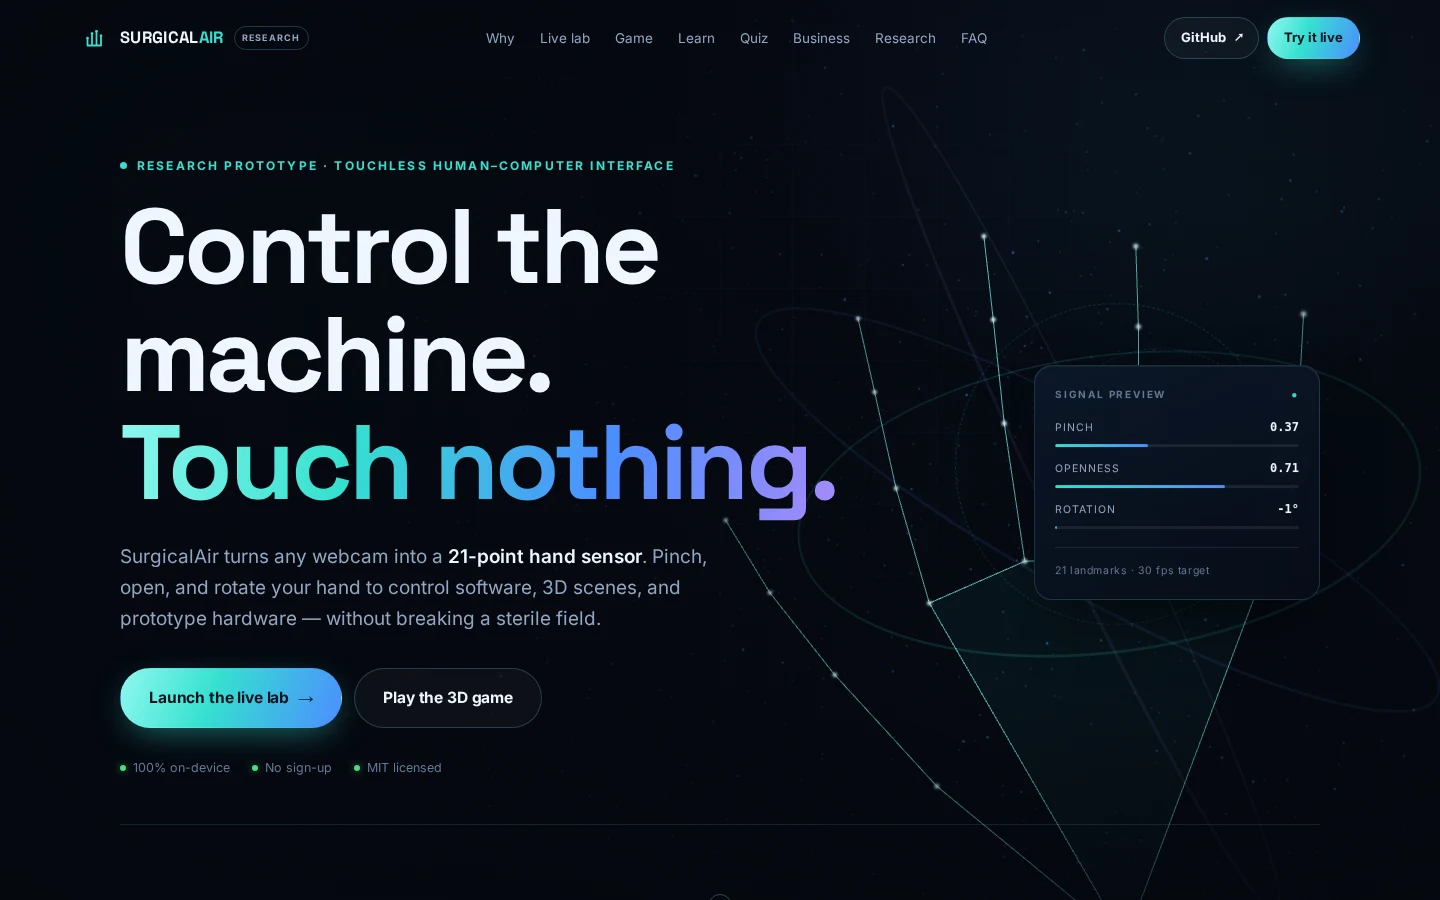 SURGICALAIR RESEARCH
Why Live lab Game Learn Quiz Business Research FAQ
GitHub ↗ Try it live
RESEARCH PROTOTYPE · TOUCHLESS HUMAN–COMPUTER INTERFACE
Control the
machine.
Touch nothing.
SurgicalAir turns any webcam into a 21-point hand sensor. Pinch,
open, and rotate your hand to control software, 3D scenes, and
prototype hardware — without breaking a sterile field.
Launch the live lab →
Play the 3D game
100% on-device No sign-up MIT licensed
SIGNAL PREVIEW
PINCH 0.37
OPENNESS 0.71
ROTATION -1°
21 landmarks · 30 fps target